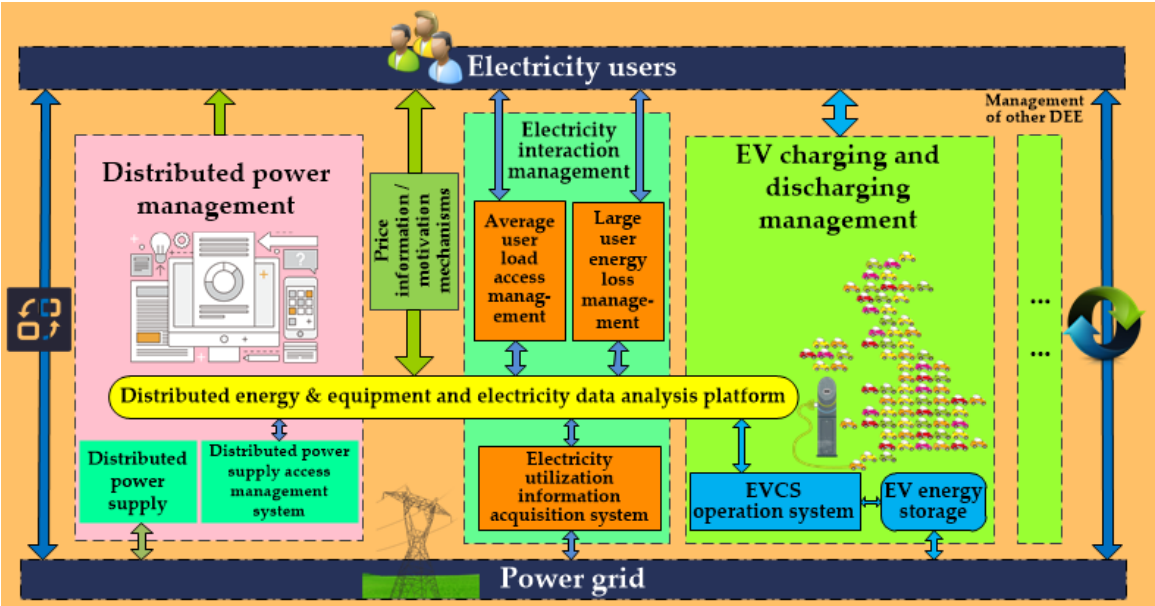 Electricity users
Management
of other DEE
Distributed power
management
Price
information /
motivation
mechanisms
Electricity
interaction
management
Average
user
load
access
manag-
ement
Large
user
energy
loss
manage-
ment
EV charging and
discharging
management
?
...
...
Distributed energy & equipment and electricity data analysis platform
Distributed
power
supply
Distributed power
supply access
management
system
Electricity
utilization
information
acquisition system
EVCS
operation system
EV energy
storage
Power grid